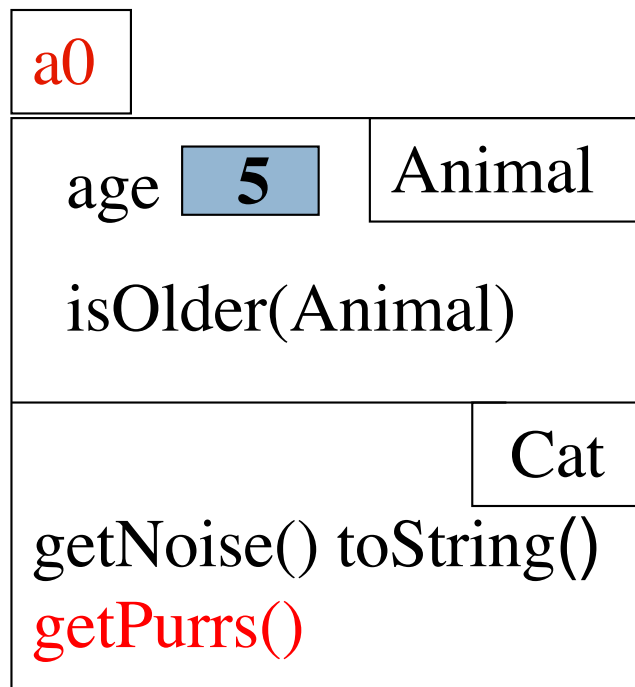 a0
age 5 Animal
isOlder(Animal)
Cat
getNoise() toString()
getPurrs()